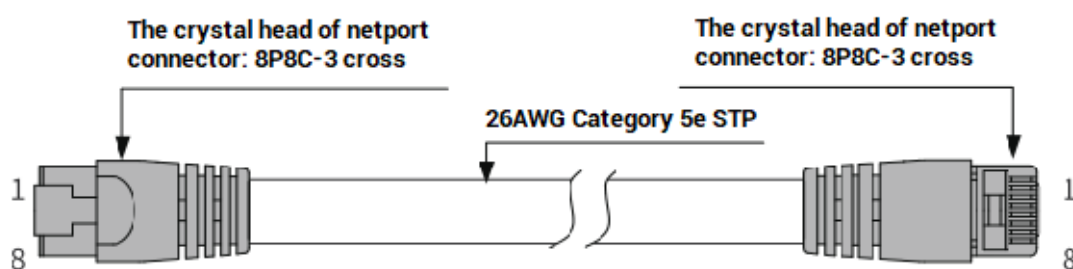 The crystal head of netport
connector: 8P8C-3 cross
The crystal head of netport
connector: 8P8C-3 cross
26AWG Category 5e STP
1
8
1
8